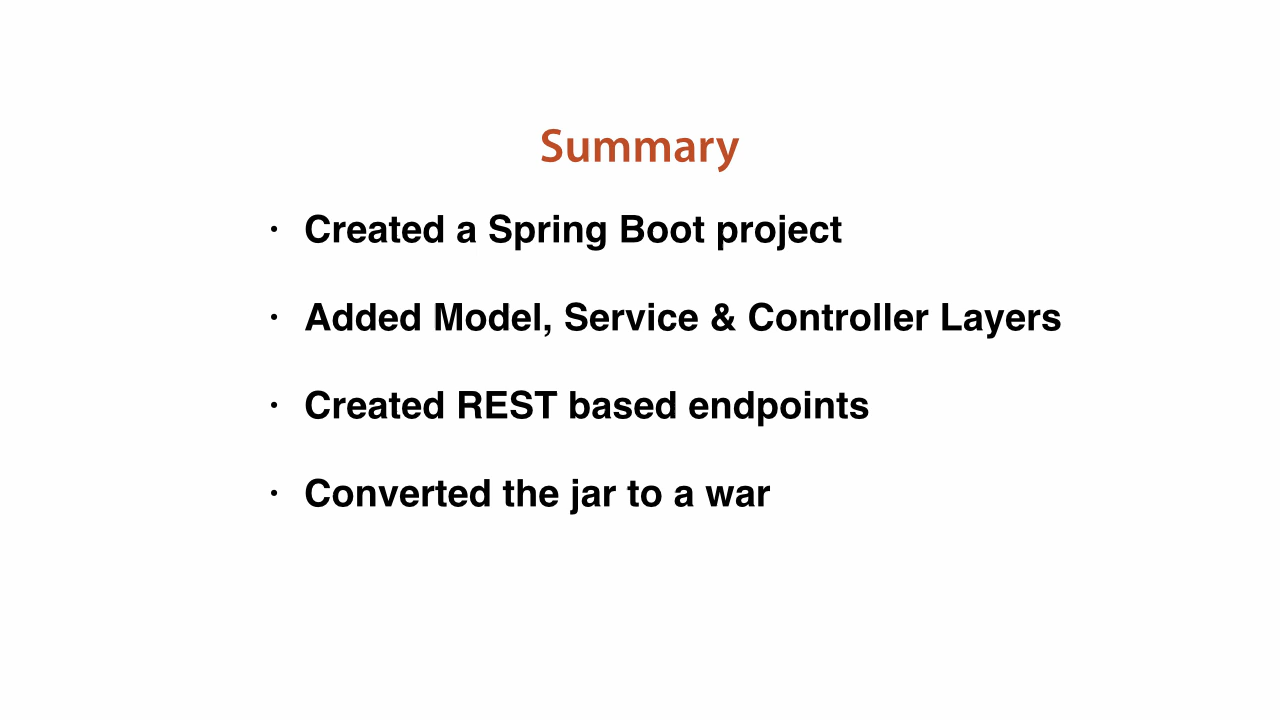 Summary
• Created a Spring Boot project
• Added Model, Service & Controller Layers
• Created REST based endpoints
• Converted the jar to a war